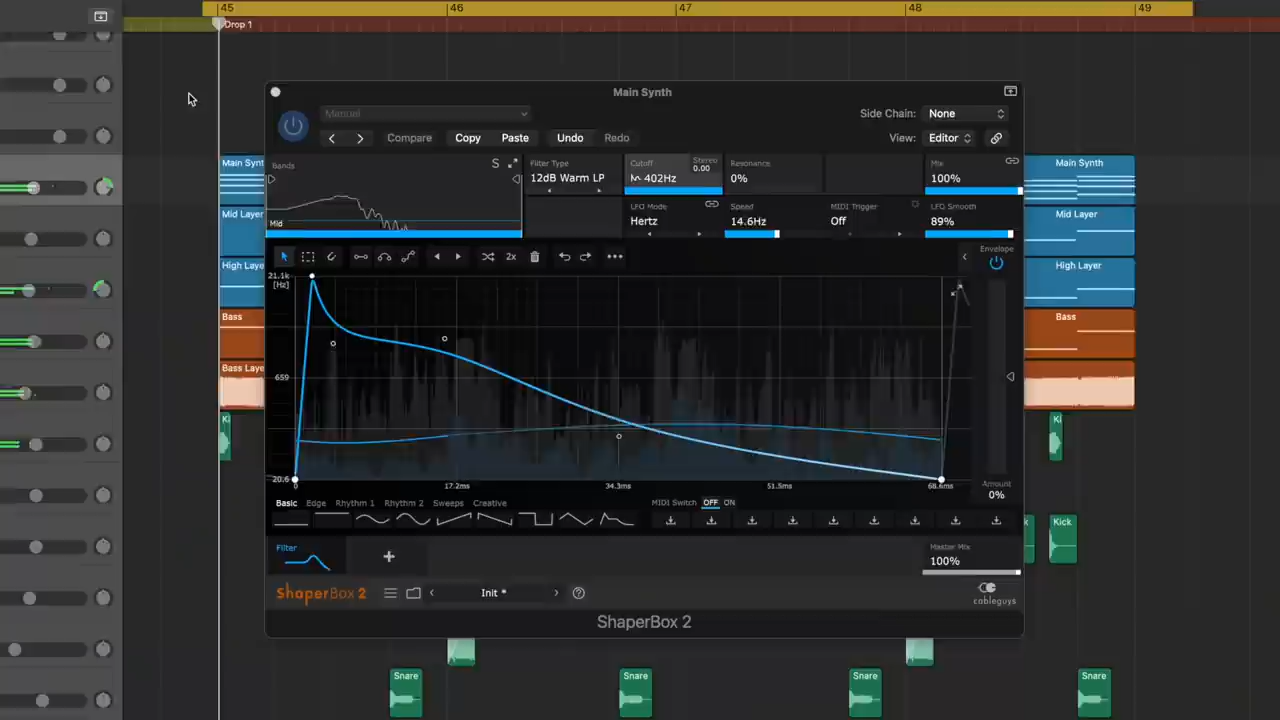 45 46 47 48 49
Drop 1
Main Synth
Manual Side Chain: None
Compare Copy Paste Undo Redo View: Editor
Main Synt Bands S Filter Type Cutoff Stereo Resonance Mix Main Synth
12dB Warm LP 402Hz 0.00 0% 100%
Mid Layer Mid LFO Mode Speed MIDI Trigger LFO Smooth Mid Layer
Hertz 14.6Hz Off 89%
2x Envelope
High Layer High Layer
21.1k
[Hz]
Bass Bass
659
Bass Laye
Ki Ki
20.6 0 17.2ms 34.3ms 51.5ms 68.6ms Amount
0%
Basic Edge Rhythm 1 Rhythm 2 Sweeps Creative MIDI Switch OFF ON
k Kick
Filter + Master Mix
100%
ShaperBox 2 Init * cableguys
ShaperBox 2
Snare Snare Snare Snare